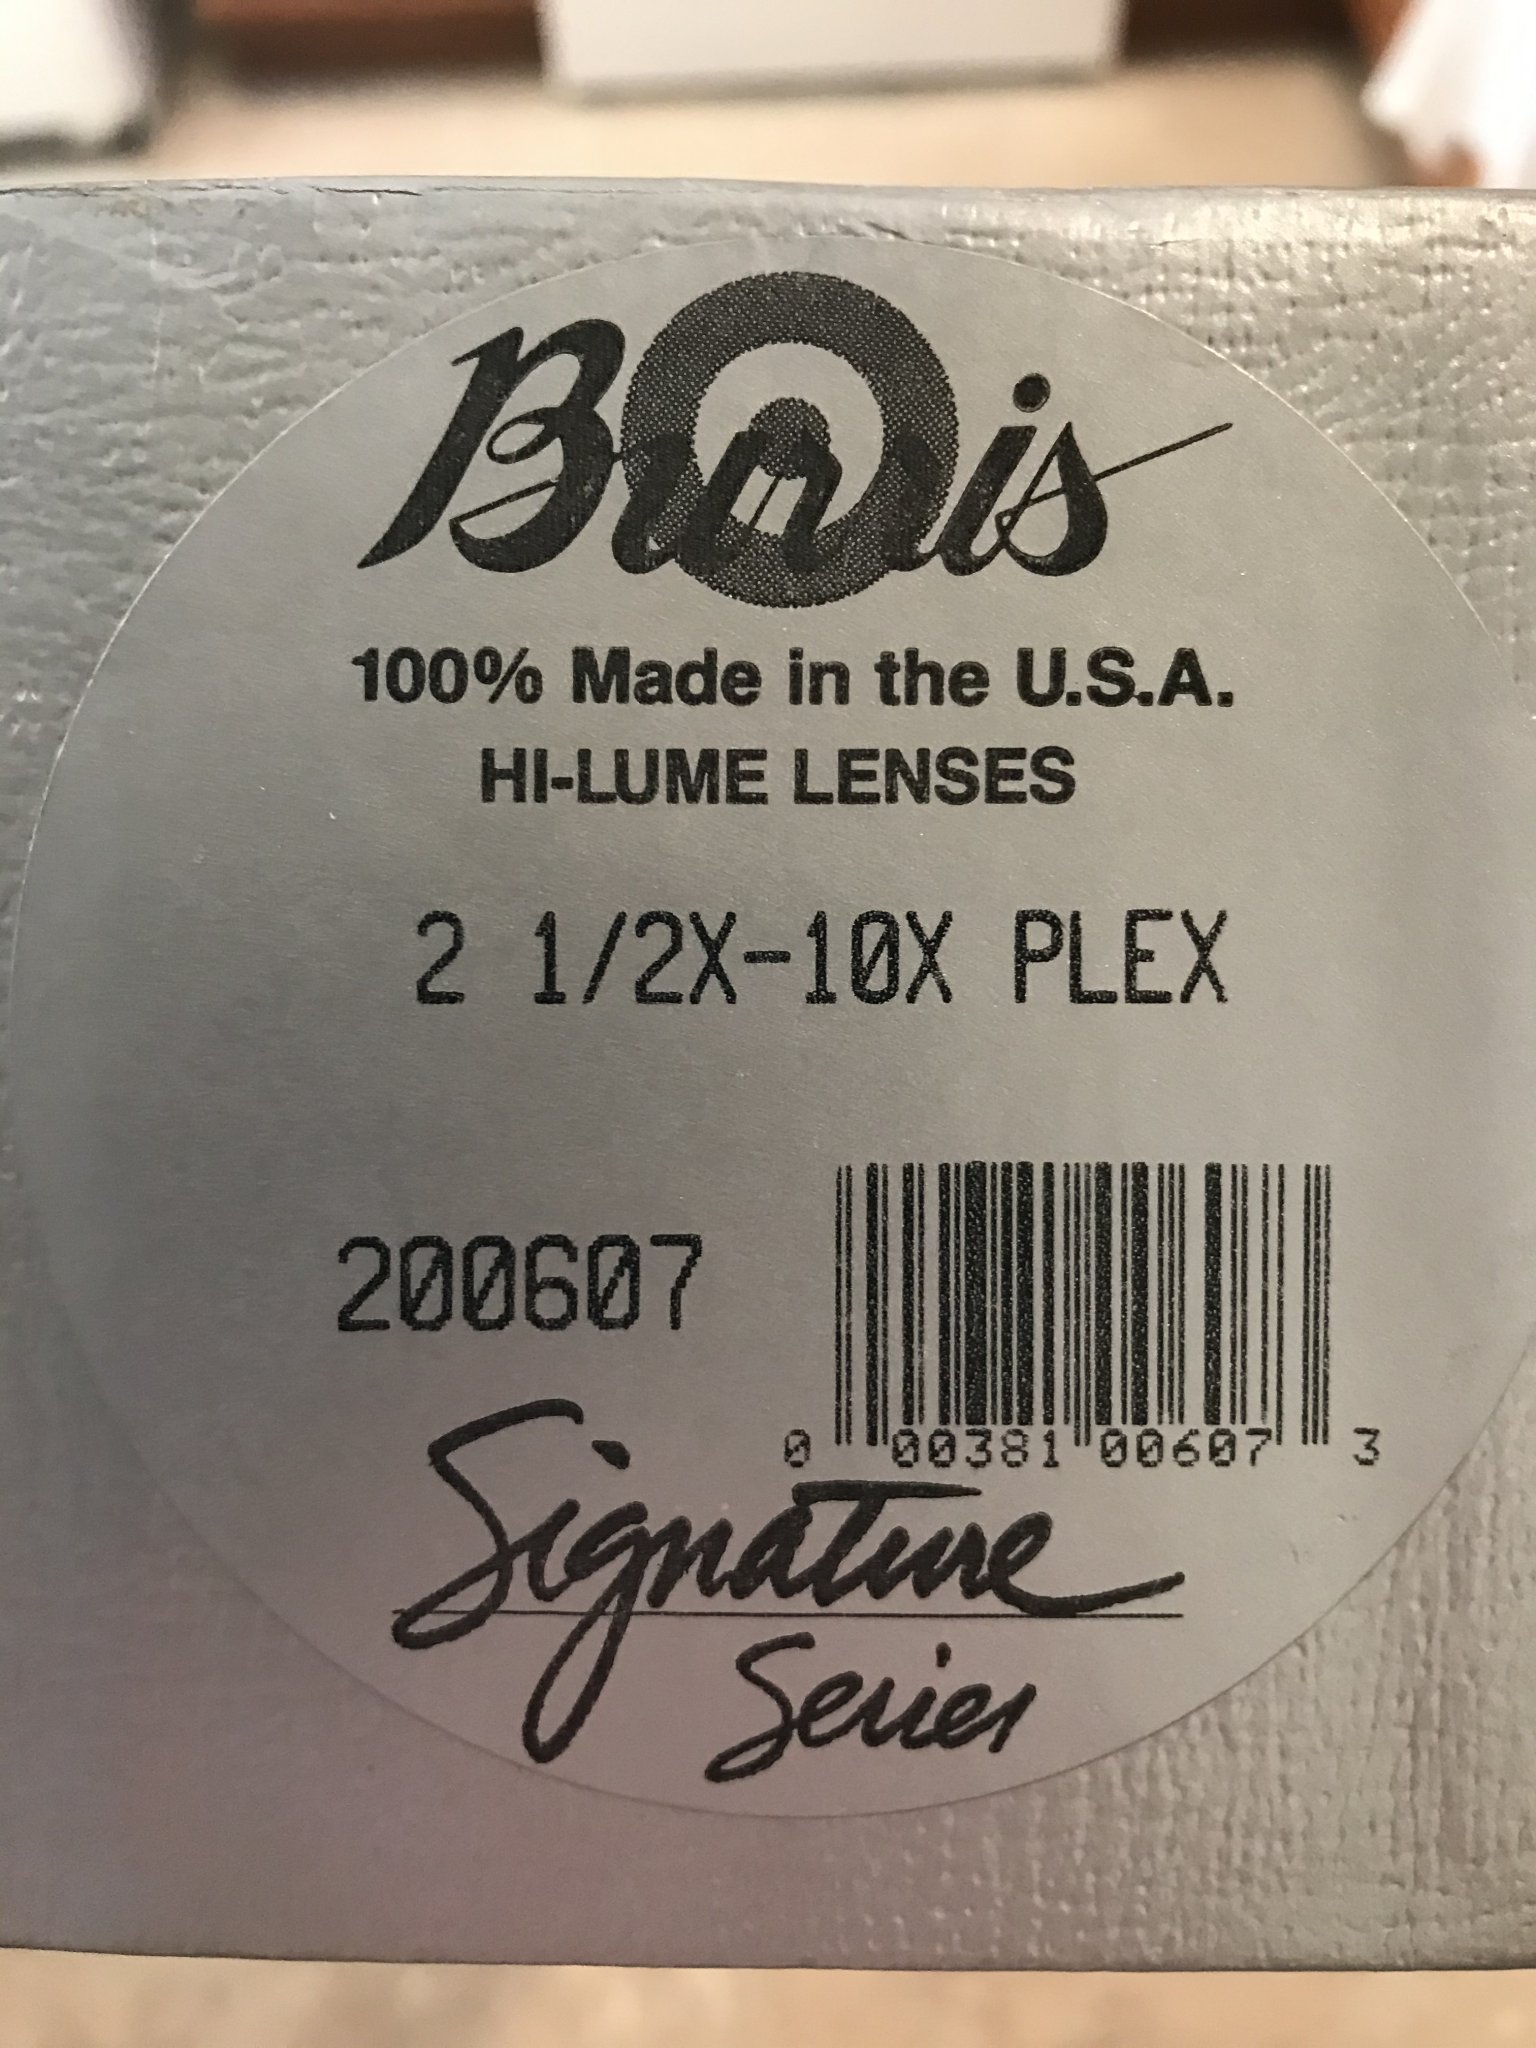 Burris
100% Made in the U.S.A.
HI-LUME LENSES
2 1/2X-10X PLEX
200607
0 00381 00607 3
Signature
Series